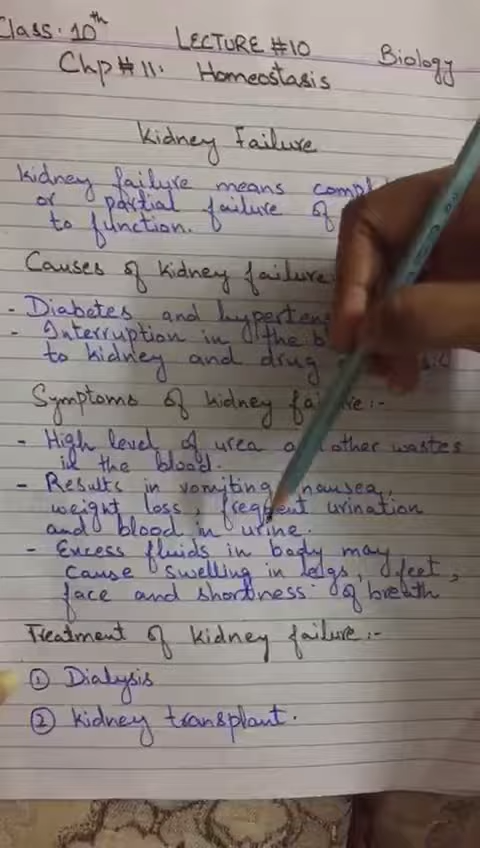 Class: 10th LECTURE #10 Biology
Chp # 11: Homeostasis
Kidney Failure
Kidney failure means
or partial failure of
to function.
Causes of kidney failure:
- Diabetes and
- Interruption in the
to kidney and drug
Symptoms of kidney failure:-
- High level of urea other wastes
in the blood.
- Results in vomiting, nausea,
weight loss, frequent urination
and blood in urine.
- Excess fluids in body may
cause swelling in legs, feet,
face and shortness of breath
Treatment of kidney failure:-
① Dialysis
② Kidney transplant.